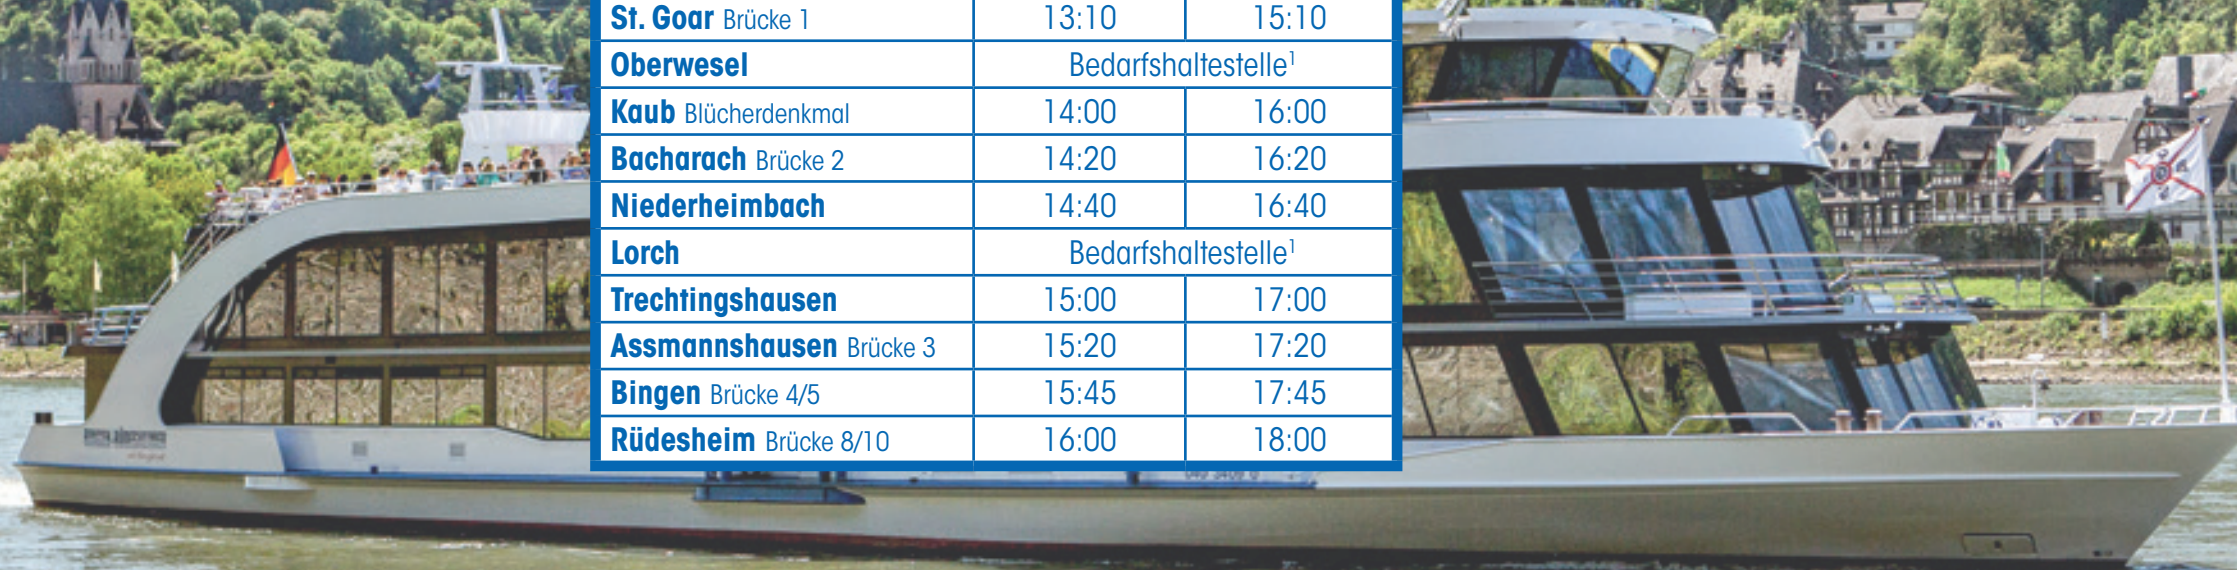 St. Goar Brücke 1 13:10 15:10
Oberwesel Bedarfshaltestelle¹
Kaub Blücherdenkmal 14:00 16:00
Bacharach Brücke 2 14:20 16:20
Niederheimbach 14:40 16:40
Lorch Bedarfshaltestelle¹
Trechtingshausen 15:00 17:00
Assmannshausen Brücke 3 15:20 17:20
Bingen Brücke 4/5 15:45 17:45
Rüdesheim Brücke 8/10 16:00 18:00